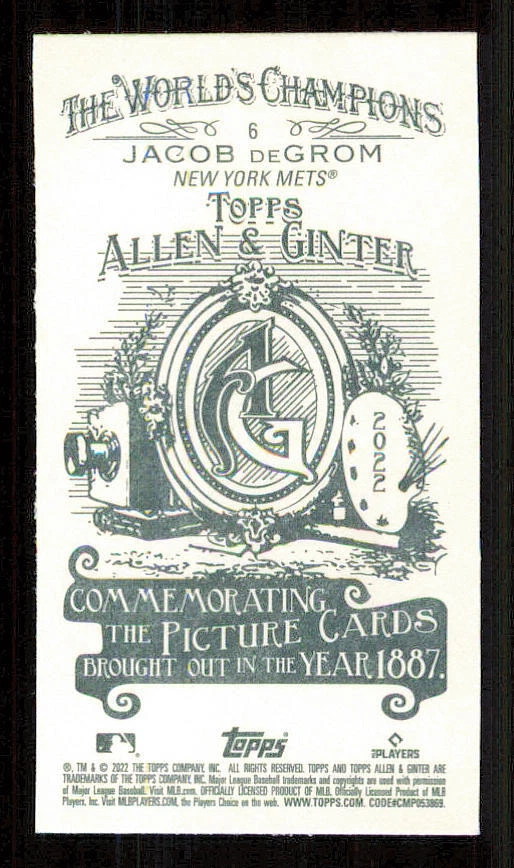 THE WORLD'S CHAMPIONS
6
JACOB DEGROM
NEW YORK METS®
TOPPS
ALLEN & GINTER
AG
2022
COMMEMORATING
THE PICTURE CARDS
BROUGHT OUT IN THE YEAR 1887.
Topps
PLAYERS
®, TM & © 2022 THE TOPPS COMPANY, INC. ALL RIGHTS RESERVED. TOPPS AND TOPPS ALLEN & GINTER ARE
TRADEMARKS OF THE TOPPS COMPANY, INC. Major League Baseball trademarks and copyrights are used with permission
of Major League Baseball. Visit MLB.com. OFFICIALLY LICENSED PRODUCT OF MLB. Officially Licensed Product of MLB
Players, Inc. Visit MLBPLAYERS.COM, the Players Choice on the web. WWW.TOPPS.COM. CODE#CMP053869.